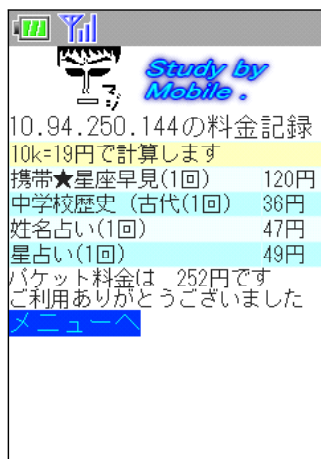 Study by
Mobile .
10.94.250.144の料金記録
10k=19円で計算します
携帯★星座早見(1回) 120円
中学校歴史 (古代(1回) 36円
姓名占い(1回) 47円
星占い(1回) 49円
パケット料金は 252円です
ご利用ありがとうございました
メニューへ